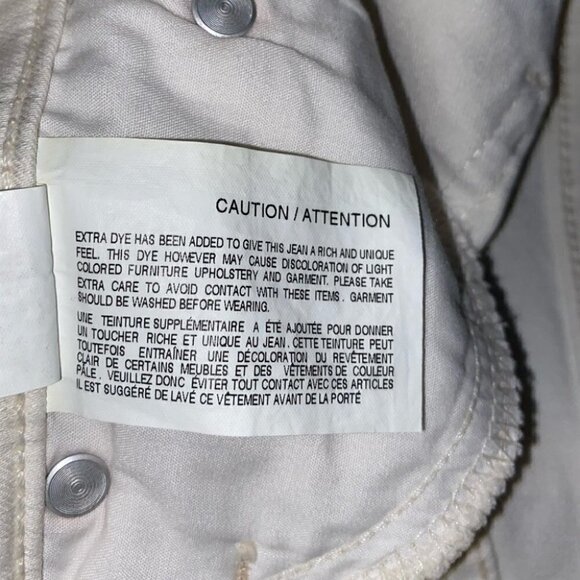 CAUTION / ATTENTION
EXTRA DYE HAS BEEN ADDED TO GIVE THIS JEAN A RICH AND UNIQUE
FEEL. THIS DYE HOWEVER MAY CAUSE DISCOLORATION OF LIGHT
COLORED FURNITURE UPHOLSTERY AND GARMENT. PLEASE TAKE
EXTRA CARE TO AVOID CONTACT WITH THESE ITEMS. GARMENT
SHOULD BE WASHED BEFORE WEARING.
UNE TEINTURE SUPPLÉMENTAIRE A ÉTÉ AJOUTÉE POUR DONNER
UN TOUCHER RICHE ET UNIQUE AU JEAN. CETTE TEINTURE PEUT
TOUTEFOIS ENTRAÎNER UNE DÉCOLORATION DU REVÊTEMENT
CLAIR DE CERTAINS MEUBLES ET DES VÊTEMENTS DE COULEUR
PÂLE. VEUILLEZ DONC ÉVITER TOUT CONTACT AVEC CES ARTICLES
IL EST SUGGÉRÉ DE LAVÉ CE VÊTEMENT AVANT DE LA PORTÉ